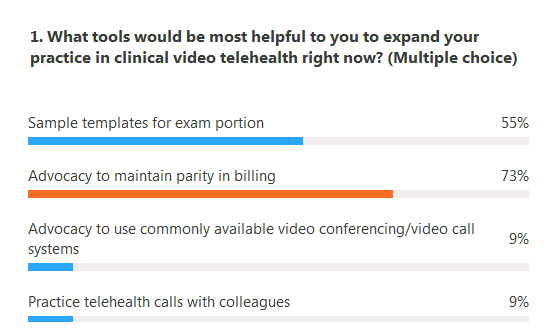 1. What tools would be most helpful to you to expand your
practice in clinical video telehealth right now? (Multiple choice)
Sample templates for exam portion 55%
Advocacy to maintain parity in billing 73%
Advocacy to use commonly available video conferencing/video call
systems 9%
Practice telehealth calls with colleagues 9%